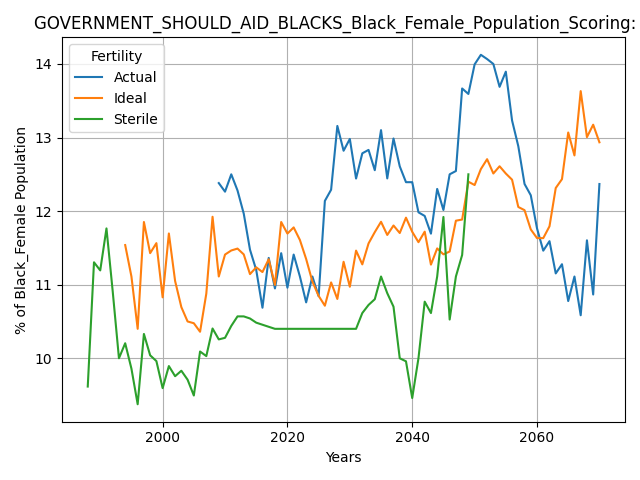 GOVERNMENT_SHOULD_AID_BLACKS_Black_Female_Population_Scoring:
Fertility
Actual
Ideal
Sterile
% of Black_Female Population
14
13
12
11
10
2000 2020 2040 2060
Years